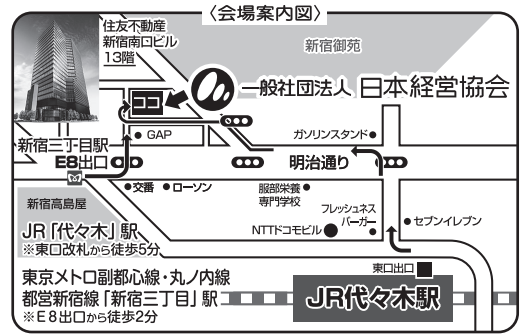 〈会場案内図〉
住友不動産
新宿南口ビル
13階
新宿御苑
一般社団法人 日本経営協会
ココ
GAP
ガソリンスタンド
新宿三丁目駅
E8出口
明治通り
交番
ローソン
服部栄養
専門学校
新宿高島屋
フレッシュネス
バーガー
セブンイレブン
NTTドコモビル
JR「代々木」駅
※東口改札から徒歩5分
東口出口
東京メトロ副都心線・丸ノ内線
都営新宿線「新宿三丁目」駅
※E8出口から徒歩2分
JR代々木駅